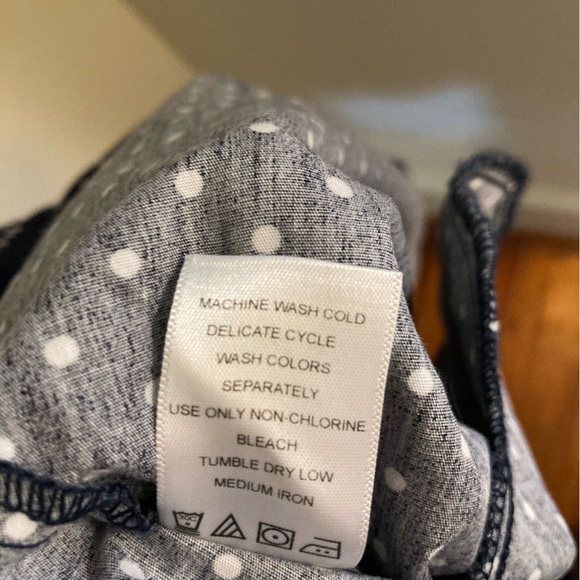 MACHINE WASH COLD
DELICATE CYCLE
WASH COLORS
SEPARATELY
USE ONLY NON-CHLORINE
BLEACH
TUMBLE DRY LOW
MEDIUM IRON